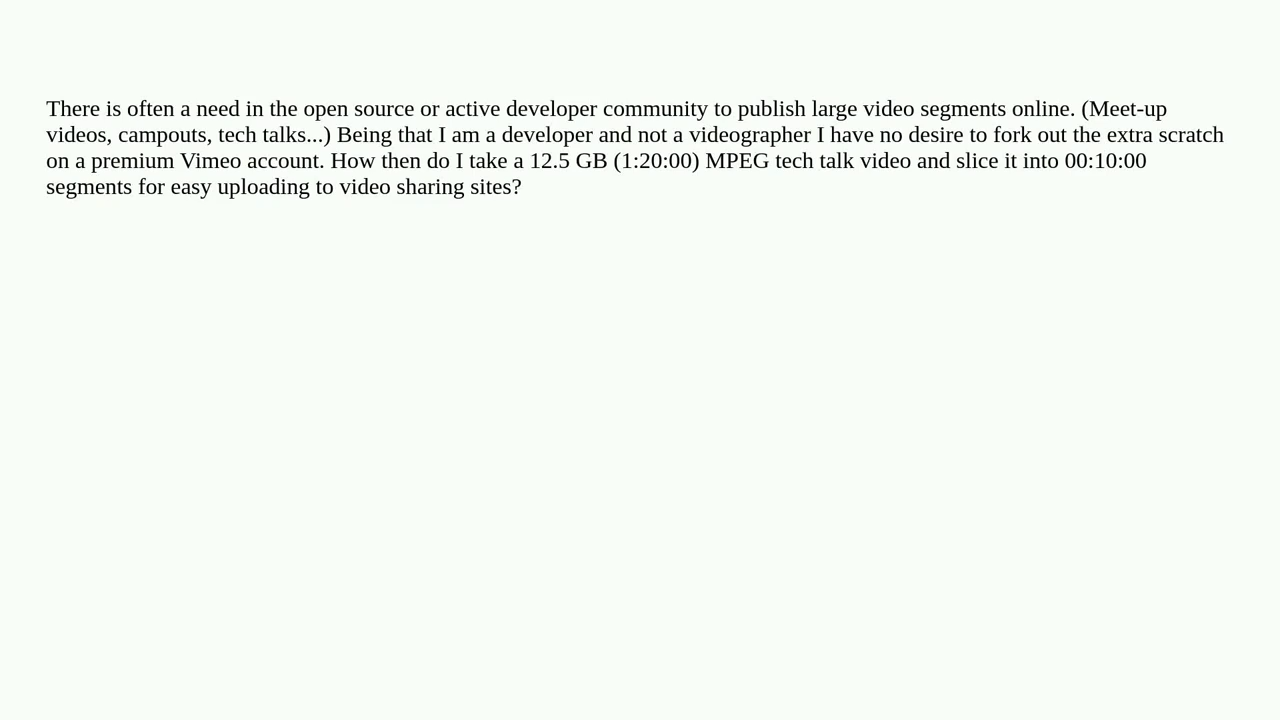 There is often a need in the open source or active developer community to publish large video segments online. (Meet-up
videos, campouts, tech talks...) Being that I am a developer and not a videographer I have no desire to fork out the extra scratch
on a premium Vimeo account. How then do I take a 12.5 GB (1:20:00) MPEG tech talk video and slice it into 00:10:00
segments for easy uploading to video sharing sites?